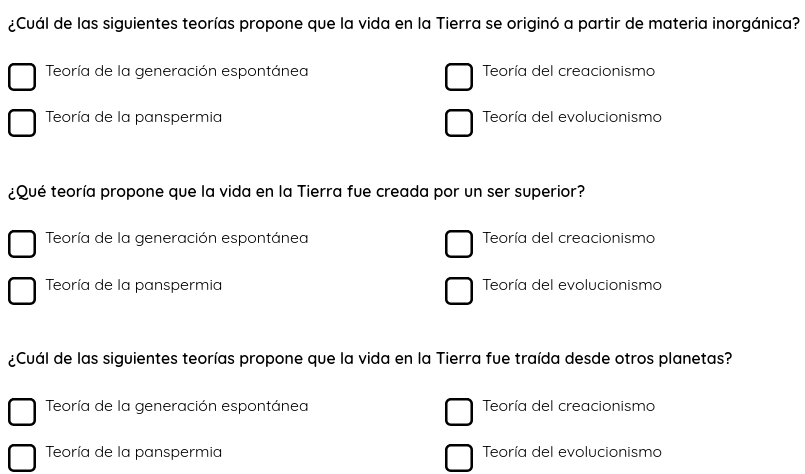 ¿Cuál de las siguientes teorías propone que la vida en la Tierra se originó a partir de materia inorgánica?
Teoría de la generación espontánea
Teoría del creacionismo
Teoría de la panspermia
Teoría del evolucionismo
¿Qué teoría propone que la vida en la Tierra fue creada por un ser superior?
Teoría de la generación espontánea
Teoría del creacionismo
Teoría de la panspermia
Teoría del evolucionismo
¿Cuál de las siguientes teorías propone que la vida en la Tierra fue traída desde otros planetas?
Teoría de la generación espontánea
Teoría del creacionismo
Teoría de la panspermia
Teoría del evolucionismo